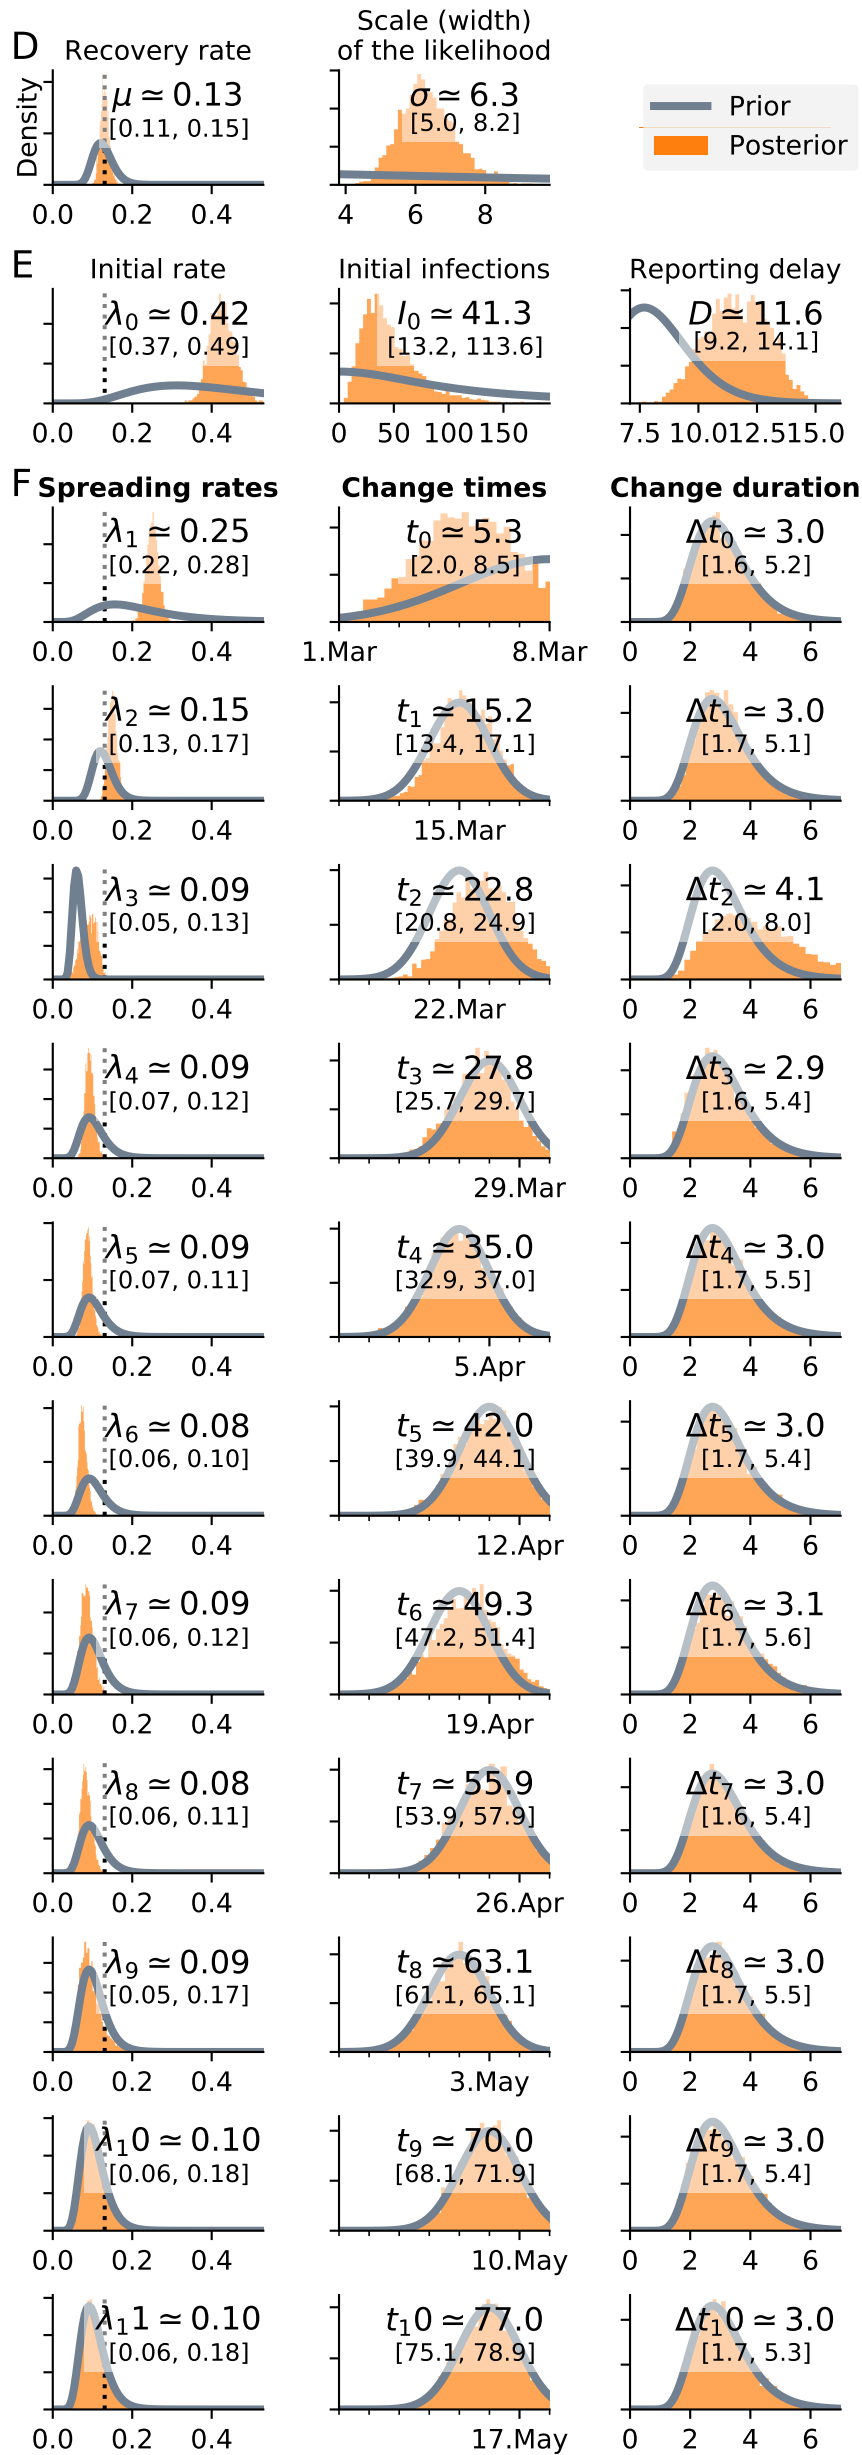 D
Recovery rate
Scale (width)
of the likelihood
Density
μ ≃ 0.13
[0.11, 0.15]
σ ≃ 6.3
[5.0, 8.2]
Prior
Posterior
0.0 0.2 0.4
4 6 8
E
Initial rate
Initial infections
Reporting delay
λ0 ≃ 0.42
[0.37, 0.49]
I0 ≃ 41.3
[13.2, 113.6]
D ≃ 11.6
[9.2, 14.1]
0.0 0.2 0.4
0 50 100 150
7.5 10.0 12.5 15.0
F
Spreading rates
Change times
Change duration
λ1 ≃ 0.25
[0.22, 0.28]
t0 ≃ 5.3
[2.0, 8.5]
Δt0 ≃ 3.0
[1.6, 5.2]
0.0 0.2 0.4
1.Mar 8.Mar
0 2 4 6
λ2 ≃ 0.15
[0.13, 0.17]
t1 ≃ 15.2
[13.4, 17.1]
Δt1 ≃ 3.0
[1.7, 5.1]
0.0 0.2 0.4
15.Mar
0 2 4 6
λ3 ≃ 0.09
[0.05, 0.13]
t2 ≃ 22.8
[20.8, 24.9]
Δt2 ≃ 4.1
[2.0, 8.0]
0.0 0.2 0.4
22.Mar
0 2 4 6
λ4 ≃ 0.09
[0.07, 0.12]
t3 ≃ 27.8
[25.7, 29.7]
Δt3 ≃ 2.9
[1.6, 5.4]
0.0 0.2 0.4
29.Mar
0 2 4 6
λ5 ≃ 0.09
[0.07, 0.11]
t4 ≃ 35.0
[32.9, 37.0]
Δt4 ≃ 3.0
[1.7, 5.5]
0.0 0.2 0.4
5.Apr
0 2 4 6
λ6 ≃ 0.08
[0.06, 0.10]
t5 ≃ 42.0
[39.9, 44.1]
Δt5 ≃ 3.0
[1.7, 5.4]
0.0 0.2 0.4
12.Apr
0 2 4 6
λ7 ≃ 0.09
[0.06, 0.12]
t6 ≃ 49.3
[47.2, 51.4]
Δt6 ≃ 3.1
[1.7, 5.6]
0.0 0.2 0.4
19.Apr
0 2 4 6
λ8 ≃ 0.08
[0.06, 0.11]
t7 ≃ 55.9
[53.9, 57.9]
Δt7 ≃ 3.0
[1.6, 5.4]
0.0 0.2 0.4
26.Apr
0 2 4 6
λ9 ≃ 0.09
[0.05, 0.17]
t8 ≃ 63.1
[61.1, 65.1]
Δt8 ≃ 3.0
[1.7, 5.5]
0.0 0.2 0.4
3.May
0 2 4 6
λ10 ≃ 0.10
[0.06, 0.18]
t9 ≃ 70.0
[68.1, 71.9]
Δt9 ≃ 3.0
[1.7, 5.4]
0.0 0.2 0.4
10.May
0 2 4 6
λ11 ≃ 0.10
[0.06, 0.18]
t10 ≃ 77.0
[75.1, 78.9]
Δt10 ≃ 3.0
[1.7, 5.3]
0.0 0.2 0.4
17.May
0 2 4 6